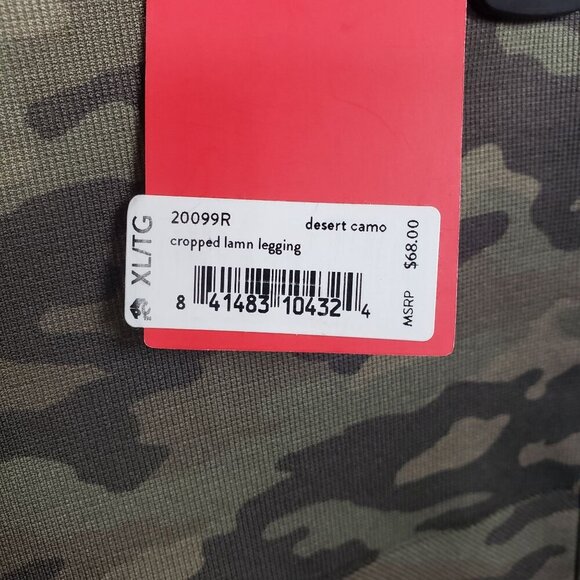 20099R desert camo
cropped lamn legging
8 41483 10432 4
XL/TG
MSRP $68.00